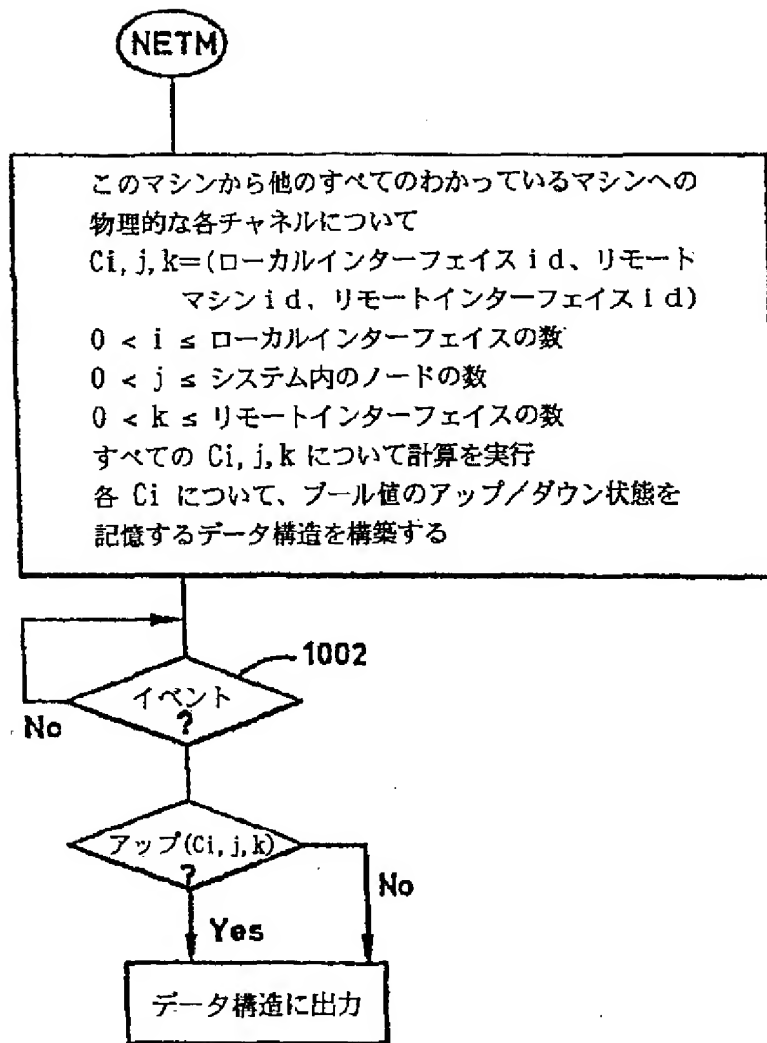 NETM
このマシンから他のすべてのわかっているマシンへの
物理的な各チャネルについて
Ci,j,k=(ローカルインターフェイスid、リモート
マシンid、リモートインターフェイスid)
0 < i ≤ ローカルインターフェイスの数
0 < j ≤ システム内のノードの数
0 < k ≤ リモートインターフェイスの数
すべての Ci,j,k について計算を実行
各 Ci について、ブール値のアップ/ダウン状態を
記憶するデータ構造を構築する
1002
イベント
?
No
アップ(Ci,j,k)
?
No
Yes
データ構造に出力